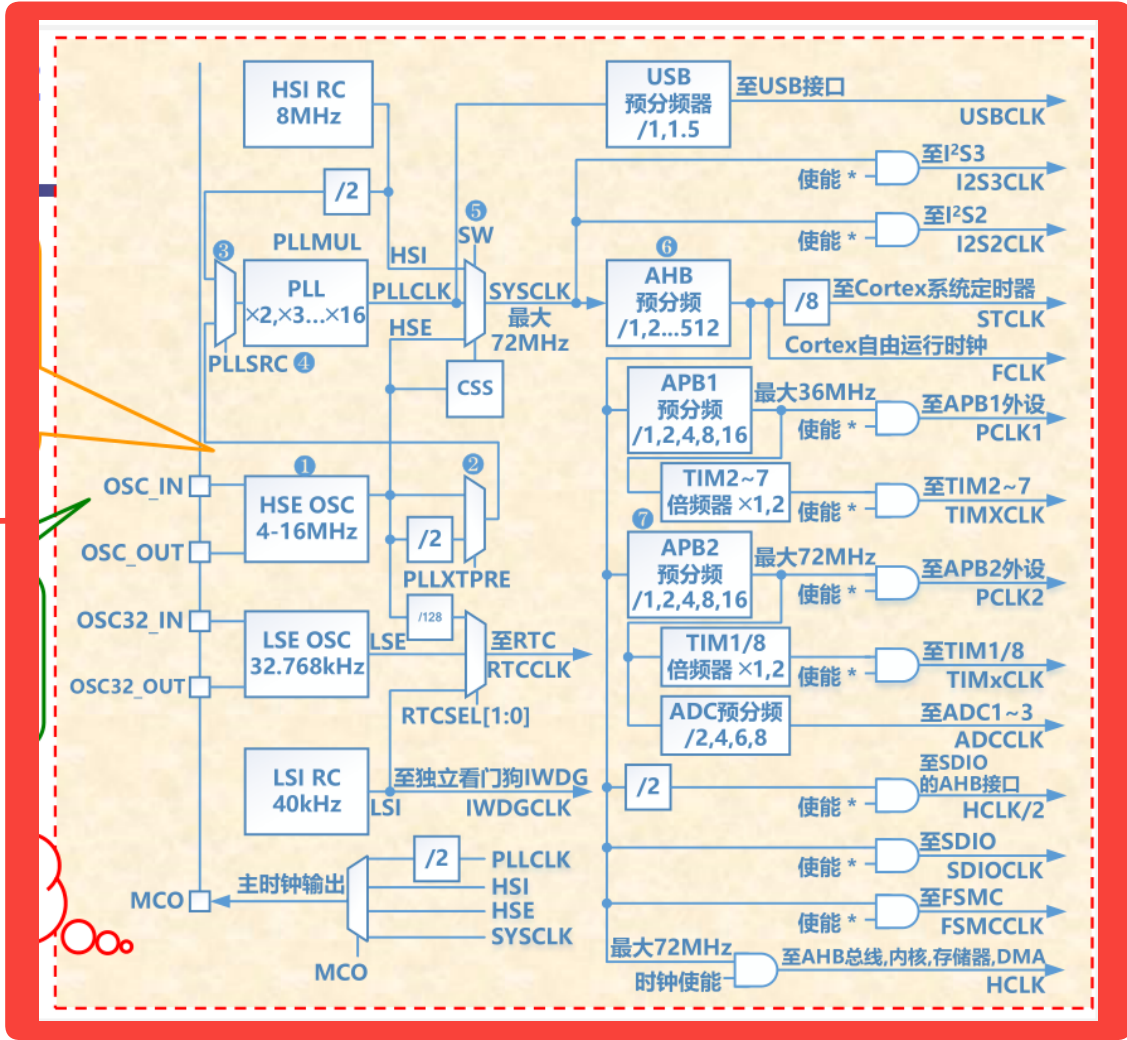 HSI RC
8MHz
/2
PLLMUL
❸
PLL
×2,×3...×16
PLLSRC ❹
HSI
PLLCLK
HSE
❺
SW
SYSCLK
最大
72MHz
CSS
❶
OSC_IN
HSE OSC
4-16MHz
OSC_OUT
❷
/2
PLLXTPRE
/128
OSC32_IN
LSE OSC
32.768kHz
LSE
OSC32_OUT
至RTC
RTCCLK
RTCSEL[1:0]
LSI RC
40kHz
LSI
至独立看门狗IWDG
IWDGCLK
/2
PLLCLK
HSI
HSE
SYSCLK
主时钟输出
MCO
MCO
USB
预分频器
/1,1.5
至USB接口
USBCLK
使能 *
至I²S3
I2S3CLK
使能 *
至I²S2
I2S2CLK
❻
AHB
预分频
/1,2...512
/8
至Cortex系统定时器
STCLK
Cortex自由运行时钟
FCLK
APB1
预分频
/1,2,4,8,16
最大36MHz
使能 *
至APB1外设
PCLK1
TIM2~7
倍频器 ×1,2
使能 *
至TIM2~7
TIMXCLK
❼
APB2
预分频
/1,2,4,8,16
最大72MHz
使能 *
至APB2外设
PCLK2
TIM1/8
倍频器 ×1,2
使能 *
至TIM1/8
TIMxCLK
ADC预分频
/2,4,6,8
至ADC1~3
ADCCLK
/2
使能 *
至SDIO
的AHB接口
HCLK/2
使能 *
至SDIO
SDIOCLK
使能 *
至FSMC
FSMCCLK
最大72MHz
时钟使能
至AHB总线,内核,存储器,DMA
HCLK